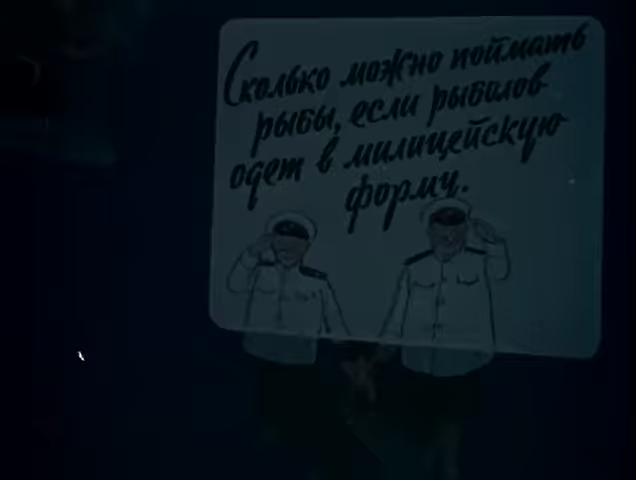 Сколько можно поймать
рыбы, если рыболов
одет в милицейскую
форму.